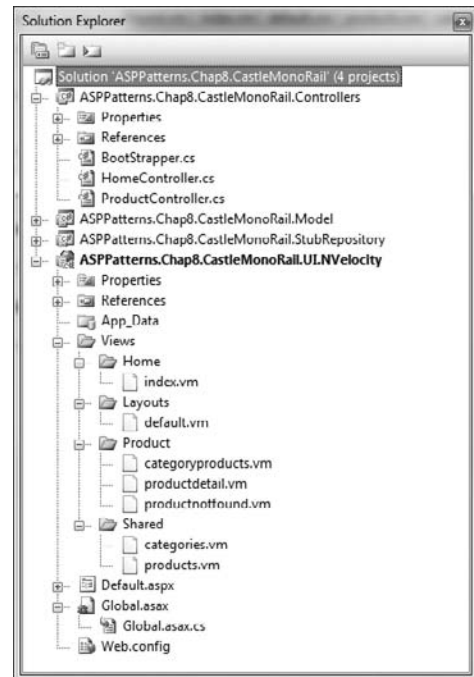 Solution Explorer
Solution 'ASPPatterns.Chap8.CastleMonoRail' (4 projects)
ASPPatterns.Chap8.CastleMonoRail.Controllers
Properties
References
BootStrapper.cs
HomeController.cs
ProductController.cs
ASPPatterns.Chap8.CastleMonoRail.Model
ASPPatterns.Chap8.CastleMonoRail.StubRepository
ASPPatterns.Chap8.CastleMonoRail.UI.NVelocity
Properties
References
App_Data
Views
Home
index.vm
Layouts
default.vm
Product
categoryproducts.vm
productdetail.vm
productnotfound.vm
Shared
categories.vm
products.vm
Default.aspx
Global.asax
Global.asax.cs
Web.config